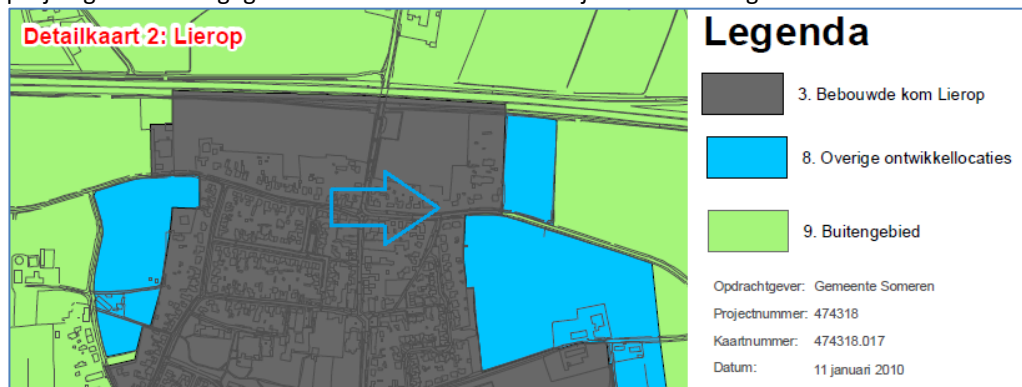 Detailkaart 2: Lierop
Legenda
3. Bebouwde kom Lierop
8. Overige ontwikkellocaties
9. Buitengebied
Opdrachtgever: Gemeente Someren
Projectnummer: 474318
Kaartnummer: 474318.017
Datum: 11 januari 2010